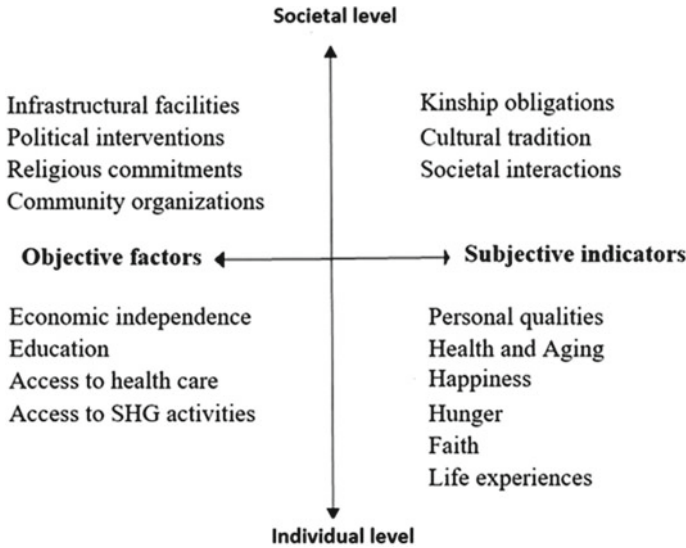 Societal level
Infrastructural facilities
Political interventions
Religious commitments
Community organizations
Kinship obligations
Cultural tradition
Societal interactions
Objective factors
Subjective indicators
Economic independence
Education
Access to health care
Access to SHG activities
Personal qualities
Health and Aging
Happiness
Hunger
Faith
Life experiences
Individual level